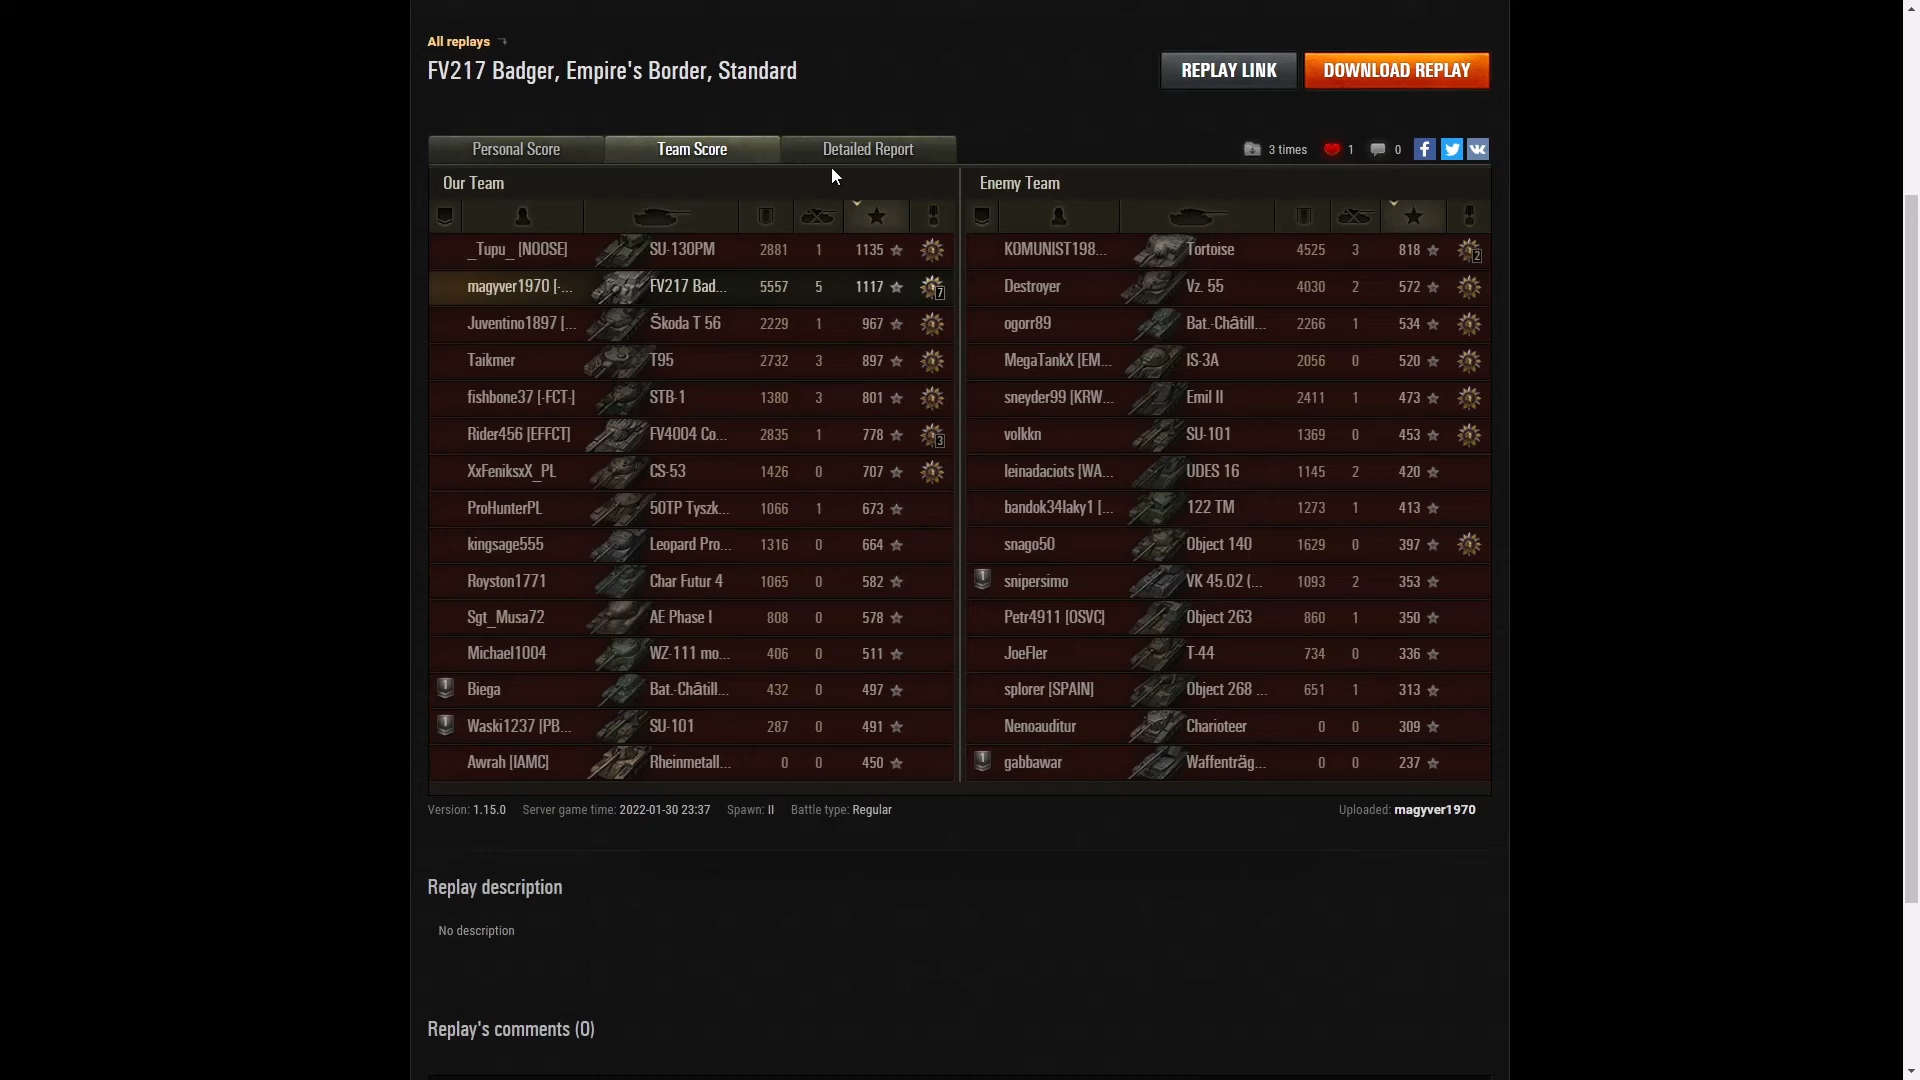 All replays
FV217 Badger, Empire's Border, Standard
REPLAY LINK
DOWNLOAD REPLAY
Personal Score
Team Score
Detailed Report
3 times
1
0
Our Team
_Tupu_ [NOOSE] SU-130PM 2881 1 1135
magyver1970 [-... FV217 Bad... 5557 5 1117 7
Juventino1897 [... Škoda T 56 2229 1 967
Taikmer T95 2732 3 897
fishbone37 [-FCT-] STB-1 1380 3 801
Rider456 [EFFCT] FV4004 Co... 2835 1 778 3
XxFeniksxX_PL CS-53 1426 0 707
ProHunterPL 50TP Tyszk... 1066 1 673
kingsage555 Leopard Pro... 1316 0 664
Royston1771 Char Futur 4 1065 0 582
Sgt_Musa72 AE Phase I 808 0 578
Michael1004 WZ-111 mo... 406 0 511
1 Biega Bat.-Châtill... 432 0 497
1 Waski1237 [PB... SU-101 287 0 491
Awrah [IAMC] Rheinmetall... 0 0 450
Enemy Team
KOMUNIST198... Tortoise 4525 3 818 2
Destroyer Vz. 55 4030 2 572
ogorr89 Bat.-Châtill... 2266 1 534
MegaTankX [EM... IS-3A 2056 0 520
sneyder99 [KRW... Emil II 2411 1 473
volkkn SU-101 1369 0 453
leinadaciots [WA... UDES 16 1145 2 420
bandok34laky1 [... 122 TM 1273 1 413
snago50 Object 140 1629 0 397
1 snipersimo VK 45.02 (... 1093 2 353
Petr4911 [OSVC] Object 263 860 1 350
JoeFler T-44 734 0 336
splorer [SPAIN] Object 268 ... 651 1 313
Nenoauditur Charioteer 0 0 309
1 gabbawar Waffenträg... 0 0 237
Version: 1.15.0 Server game time: 2022-01-30 23:37 Spawn: II Battle type: Regular
Uploaded: magyver1970
Replay description
No description
Replay's comments (0)